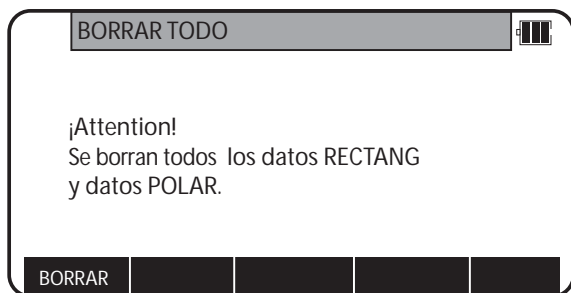 BORRAR TODO
¡Attention!
Se borran todos los datos RECTANG
y datos POLAR.
BORRAR